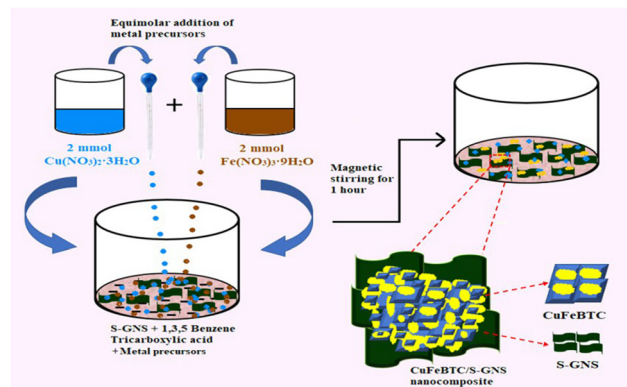 Equimolar addition of
metal precursors
+
2 mmol
Cu(NO₃)₂·3H₂O
2 mmol
Fe(NO₃)₃·9H₂O
Magnetic
stirring for
1 hour
S-GNS + 1,3,5 Benzene
Tricarboxylic acid
+Metal precursors
CuFeBTC
S-GNS
CuFeBTC/S-GNS
nanocomposite